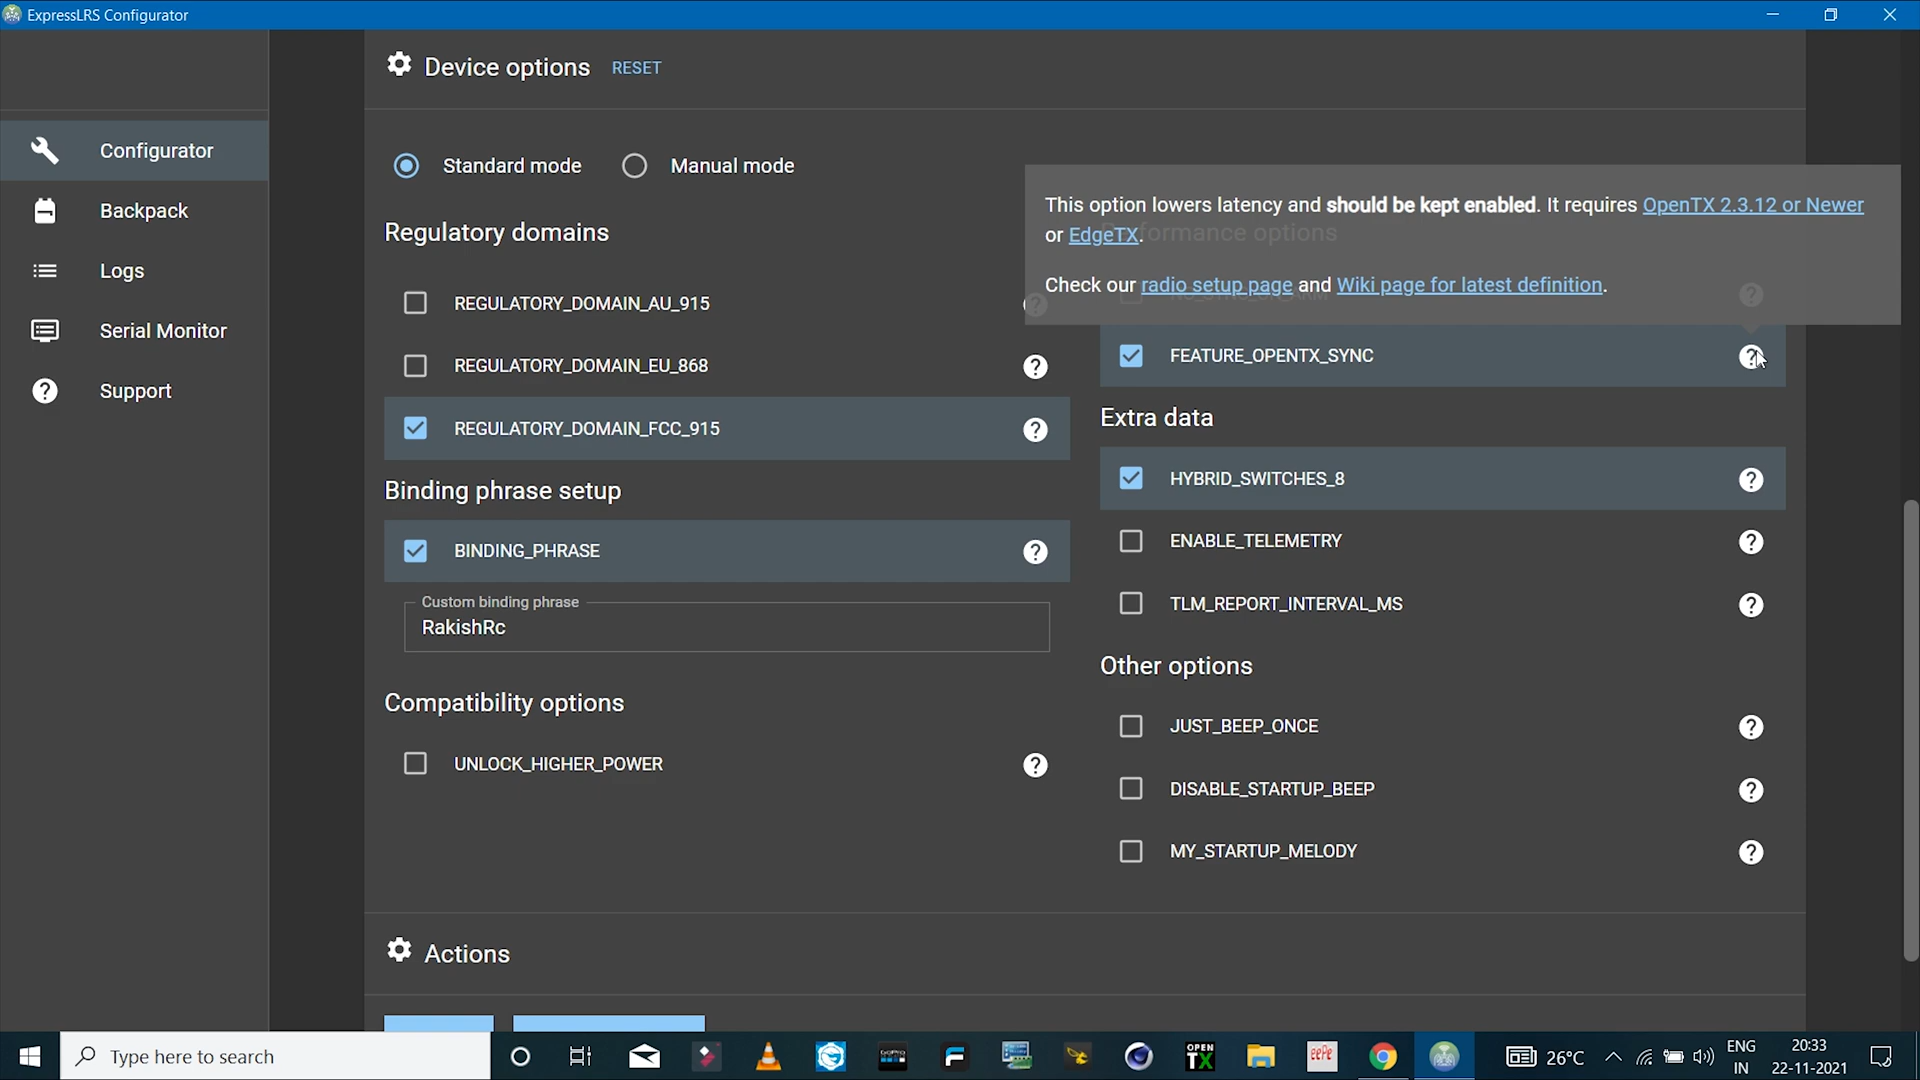 ExpressLRS Configurator
Configurator
Backpack
Logs
Serial Monitor
Support
Device options RESET
Standard mode Manual mode
Regulatory domains
REGULATORY_DOMAIN_AU_915
REGULATORY_DOMAIN_EU_868
REGULATORY_DOMAIN_FCC_915
Binding phrase setup
BINDING_PHRASE
Custom binding phrase
RakishRc
Compatibility options
UNLOCK_HIGHER_POWER
This option lowers latency and should be kept enabled. It requires OpenTX 2.3.12 or Newer
or EdgeTX.
Check our radio setup page and Wiki page for latest definition.
FEATURE_OPENTX_SYNC
Extra data
HYBRID_SWITCHES_8
ENABLE_TELEMETRY
TLM_REPORT_INTERVAL_MS
Other options
JUST_BEEP_ONCE
DISABLE_STARTUP_BEEP
MY_STARTUP_MELODY
Actions
Type here to search
GoPro
OPEN
TX
26°C
ENG
IN
20:33
22-11-2021